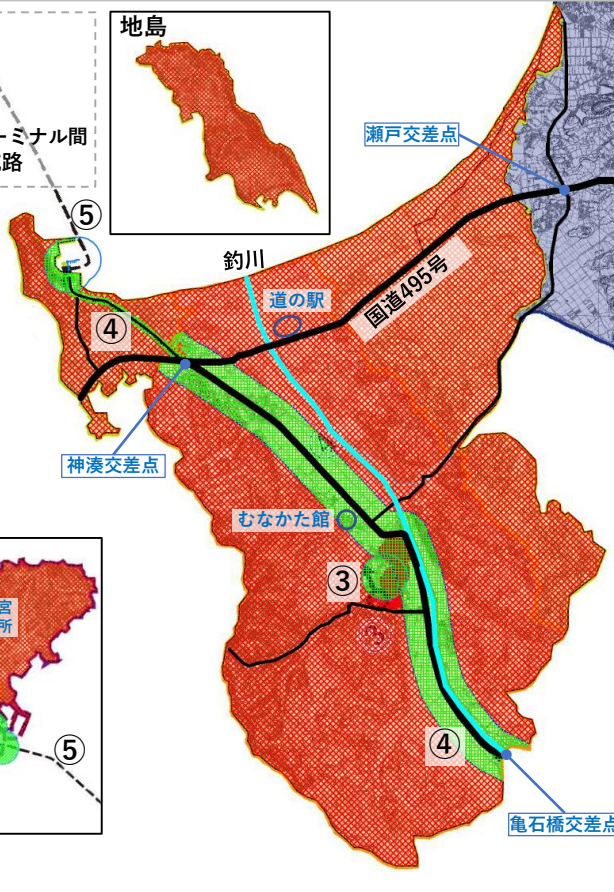 地島
ーミナル間
路
瀬戸交差点
⑤
釣川
道の駅
国道495号
④
神湊交差点
むなかた館
③
宮
所
⑤
④
亀石橋交差点